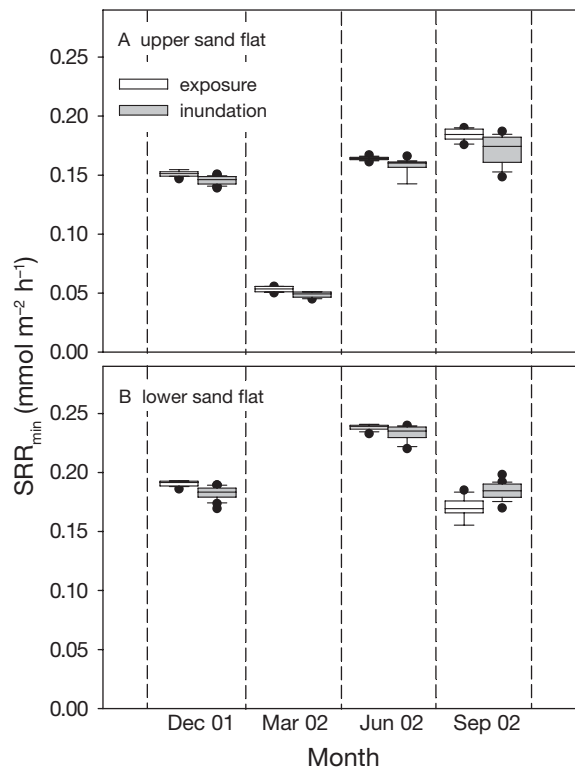 A upper sand flat
exposure
inundation
0.25
0.20
0.15
0.10
0.05
0.00
B lower sand flat
0.25
0.20
0.15
0.10
0.05
0.00
SRRmin (mmol m⁻² h⁻¹)
Dec 01 Mar 02 Jun 02 Sep 02
Month